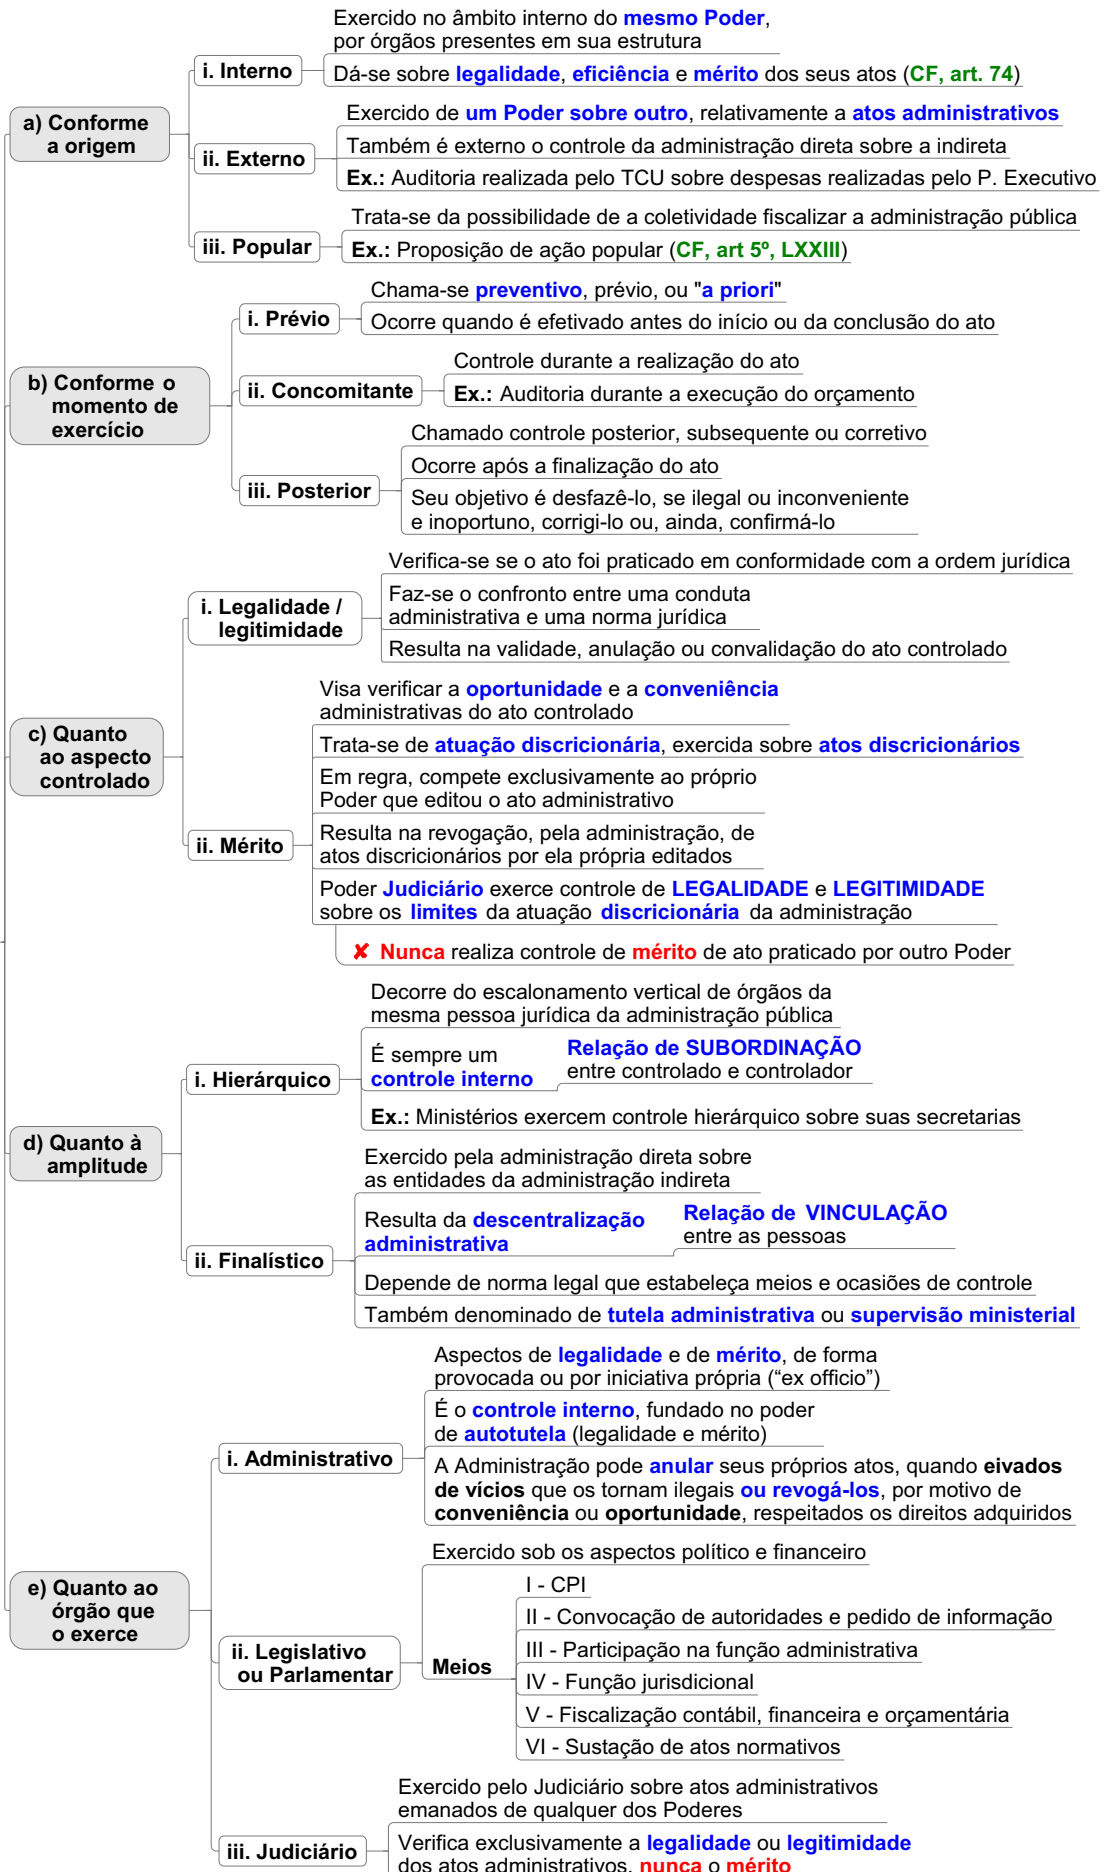 a) Conforme
a origem
i. Interno
Exercido no âmbito interno do mesmo Poder,
por órgãos presentes em sua estrutura
Dá-se sobre legalidade, eficiência e mérito dos seus atos (CF, art. 74)
ii. Externo
Exercido de um Poder sobre outro, relativamente a atos administrativos
Também é externo o controle da administração direta sobre a indireta
Ex.: Auditoria realizada pelo TCU sobre despesas realizadas pelo P. Executivo
iii. Popular
Trata-se da possibilidade de a coletividade fiscalizar a administração pública
Ex.: Proposição de ação popular (CF, art 5º, LXXIII)
b) Conforme o
momento de
exercício
i. Prévio
Chama-se preventivo, prévio, ou "a priori"
Ocorre quando é efetivado antes do início ou da conclusão do ato
ii. Concomitante
Controle durante a realização do ato
Ex.: Auditoria durante a execução do orçamento
iii. Posterior
Chamado controle posterior, subsequente ou corretivo
Ocorre após a finalização do ato
Seu objetivo é desfazê-lo, se ilegal ou inconveniente
e inoportuno, corrigi-lo ou, ainda, confirmá-lo
c) Quanto
ao aspecto
controlado
i. Legalidade /
legitimidade
Verifica-se se o ato foi praticado em conformidade com a ordem jurídica
Faz-se o confronto entre uma conduta
administrativa e uma norma jurídica
Resulta na validade, anulação ou convalidação do ato controlado
ii. Mérito
Visa verificar a oportunidade e a conveniência
administrativas do ato controlado
Trata-se de atuação discricionária, exercida sobre atos discricionários
Em regra, compete exclusivamente ao próprio
Poder que editou o ato administrativo
Resulta na revogação, pela administração, de
atos discricionários por ela própria editados
Poder Judiciário exerce controle de LEGALIDADE e LEGITIMIDADE
sobre os limites da atuação discricionária da administração
✘ Nunca realiza controle de mérito de ato praticado por outro Poder
d) Quanto à
amplitude
i. Hierárquico
Decorre do escalonamento vertical de órgãos da
mesma pessoa jurídica da administração pública
É sempre um
controle interno
Relação de SUBORDINAÇÃO
entre controlado e controlador
Ex.: Ministérios exercem controle hierárquico sobre suas secretarias
ii. Finalístico
Exercido pela administração direta sobre
as entidades da administração indireta
Resulta da descentralização
administrativa
Relação de VINCULAÇÃO
entre as pessoas
Depende de norma legal que estabeleça meios e ocasiões de controle
Também denominado de tutela administrativa ou supervisão ministerial
e) Quanto ao
órgão que
o exerce
i. Administrativo
Aspectos de legalidade e de mérito, de forma
provocada ou por iniciativa própria (“ex officio”)
É o controle interno, fundado no poder
de autotutela (legalidade e mérito)
A Administração pode anular seus próprios atos, quando eivados
de vícios que os tornam ilegais ou revogá-los, por motivo de
conveniência ou oportunidade, respeitados os direitos adquiridos
ii. Legislativo
ou Parlamentar
Exercido sob os aspectos político e financeiro
Meios
I - CPI
II - Convocação de autoridades e pedido de informação
III - Participação na função administrativa
IV - Função jurisdicional
V - Fiscalização contábil, financeira e orçamentária
VI - Sustação de atos normativos
iii. Judiciário
Exercido pelo Judiciário sobre atos administrativos
emanados de qualquer dos Poderes
Verifica exclusivamente a legalidade ou legitimidade
dos atos administrativos, nunca o mérito